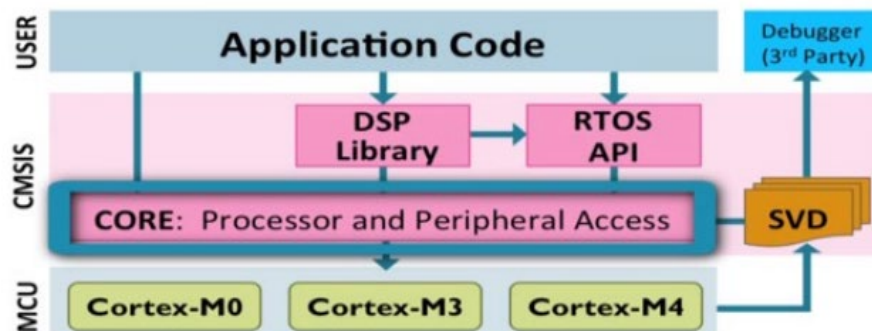 USER
Application Code
Debugger
(3rd Party)
CMSIS
DSP
Library
RTOS
API
CORE: Processor and Peripheral Access
SVD
MCU
Cortex-M0
Cortex-M3
Cortex-M4